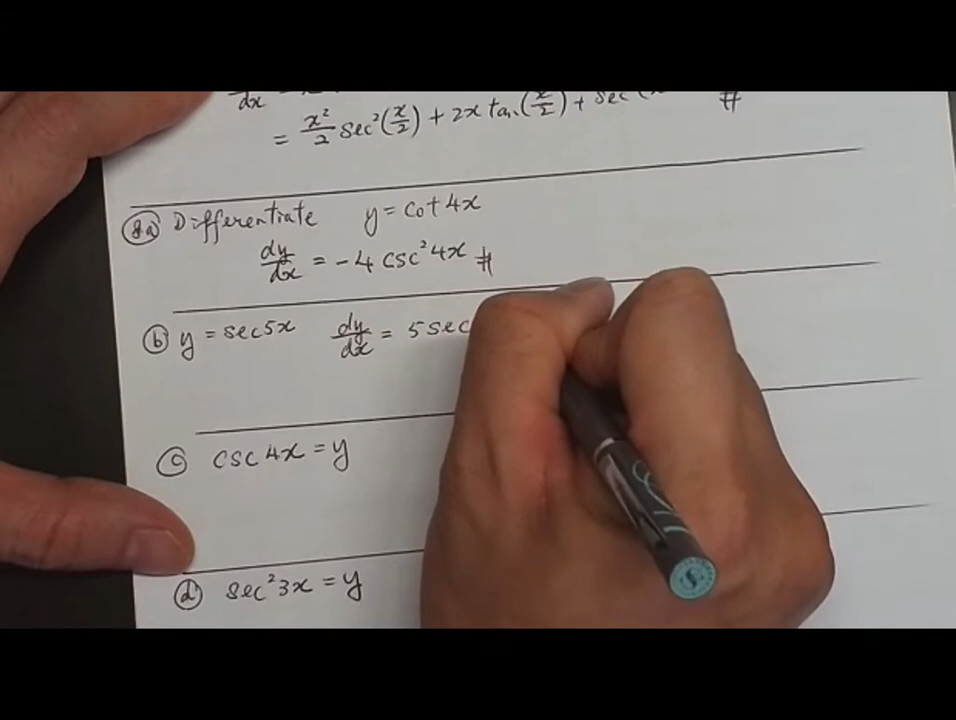 dx
= x²/2 sec²(x/2) + 2x tan(x/2) + sec(x #
8a Differentiate y = cot 4x
dy/dx = -4 csc² 4x #
b y = sec 5x dy/dx = 5 sec
c csc 4x = y
d sec² 3x = y